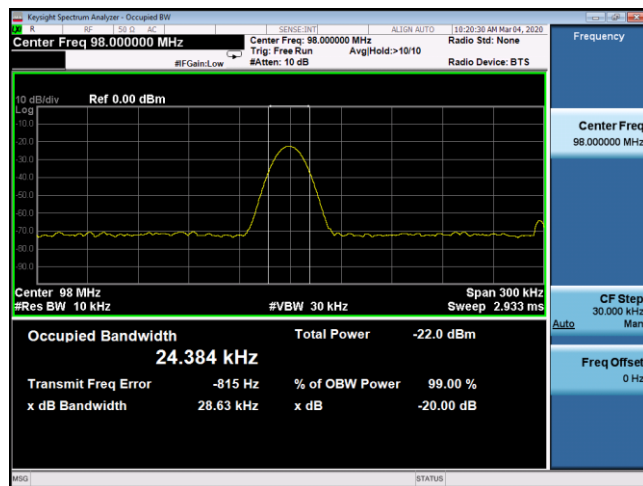 Keysight Spectrum Analyzer - Occupied BW
R RF 50 Ω AC SENSE:INT ALIGN AUTO 10:20:30 AM Mar 04, 2020
Center Freq 98.000000 MHz Center Freq: 98.000000 MHz Radio Std: None
Trig: Free Run Avg|Hold:>10/10
#IFGain:Low #Atten: 10 dB Radio Device: BTS
Frequency
10 dB/div Ref 0.00 dBm
Log
-10.0
-20.0
-30.0
-40.0
-50.0
-60.0
-70.0
-80.0
-90.0
Center 98 MHz Span 300 kHz
#Res BW 10 kHz #VBW 30 kHz Sweep 2.933 ms
Occupied Bandwidth Total Power -22.0 dBm
24.384 kHz
Transmit Freq Error -815 Hz % of OBW Power 99.00 %
x dB Bandwidth 28.63 kHz x dB -20.00 dB
Center Freq
98.000000 MHz
CF Step
30.000 kHz
Auto Man
Freq Offset
0 Hz
MSG STATUS